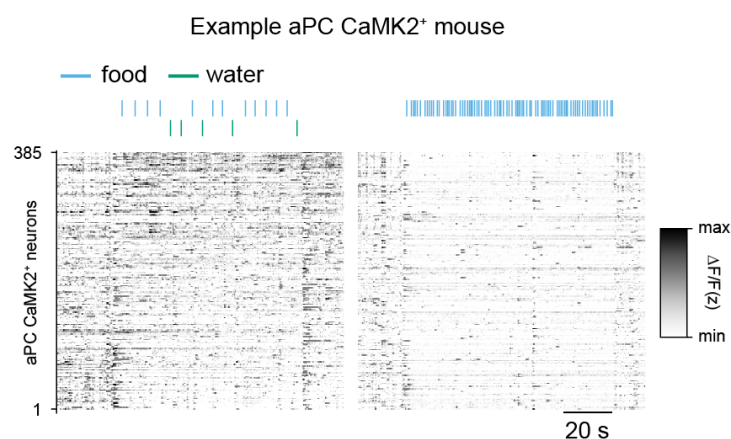 Example aPC CaMK2⁺ mouse
food water
385
aPC CaMK2⁺ neurons
1
max
ΔF/F(z)
min
20 s